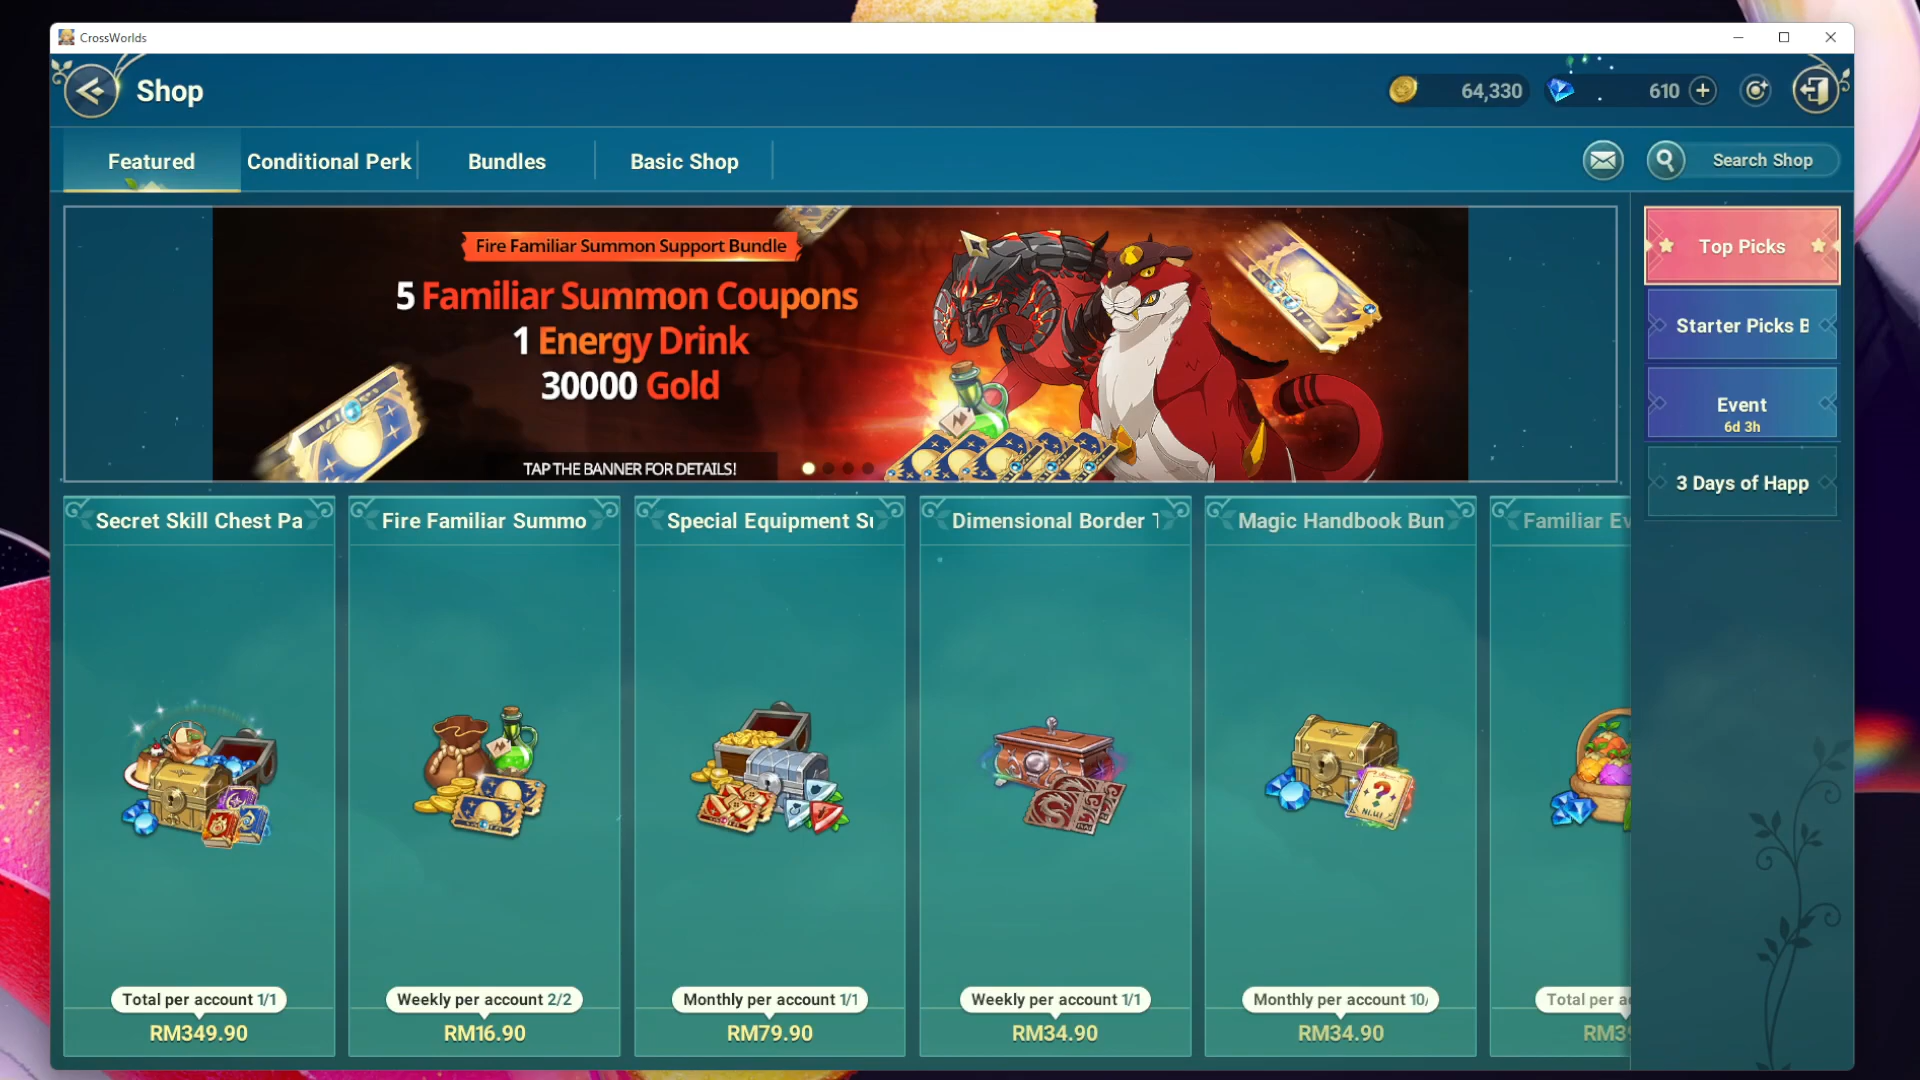 CrossWorlds
Shop
64,330
610
Featured
Conditional Perk
Bundles
Basic Shop
Search Shop
Fire Familiar Summon Support Bundle
5 Familiar Summon Coupons
1 Energy Drink
30000 Gold
TAP THE BANNER FOR DETAILS!
Top Picks
Starter Picks B
Event
6d 3h
3 Days of Happ
Secret Skill Chest Pa
Fire Familiar Summo
Special Equipment Su
Dimensional Border T
Magic Handbook Bun
Familiar Ev
Total per account 1/1
Weekly per account 2/2
Monthly per account 1/1
Weekly per account 1/1
Monthly per account 10/
Total per a
RM349.90
RM16.90
RM79.90
RM34.90
RM34.90
RM39